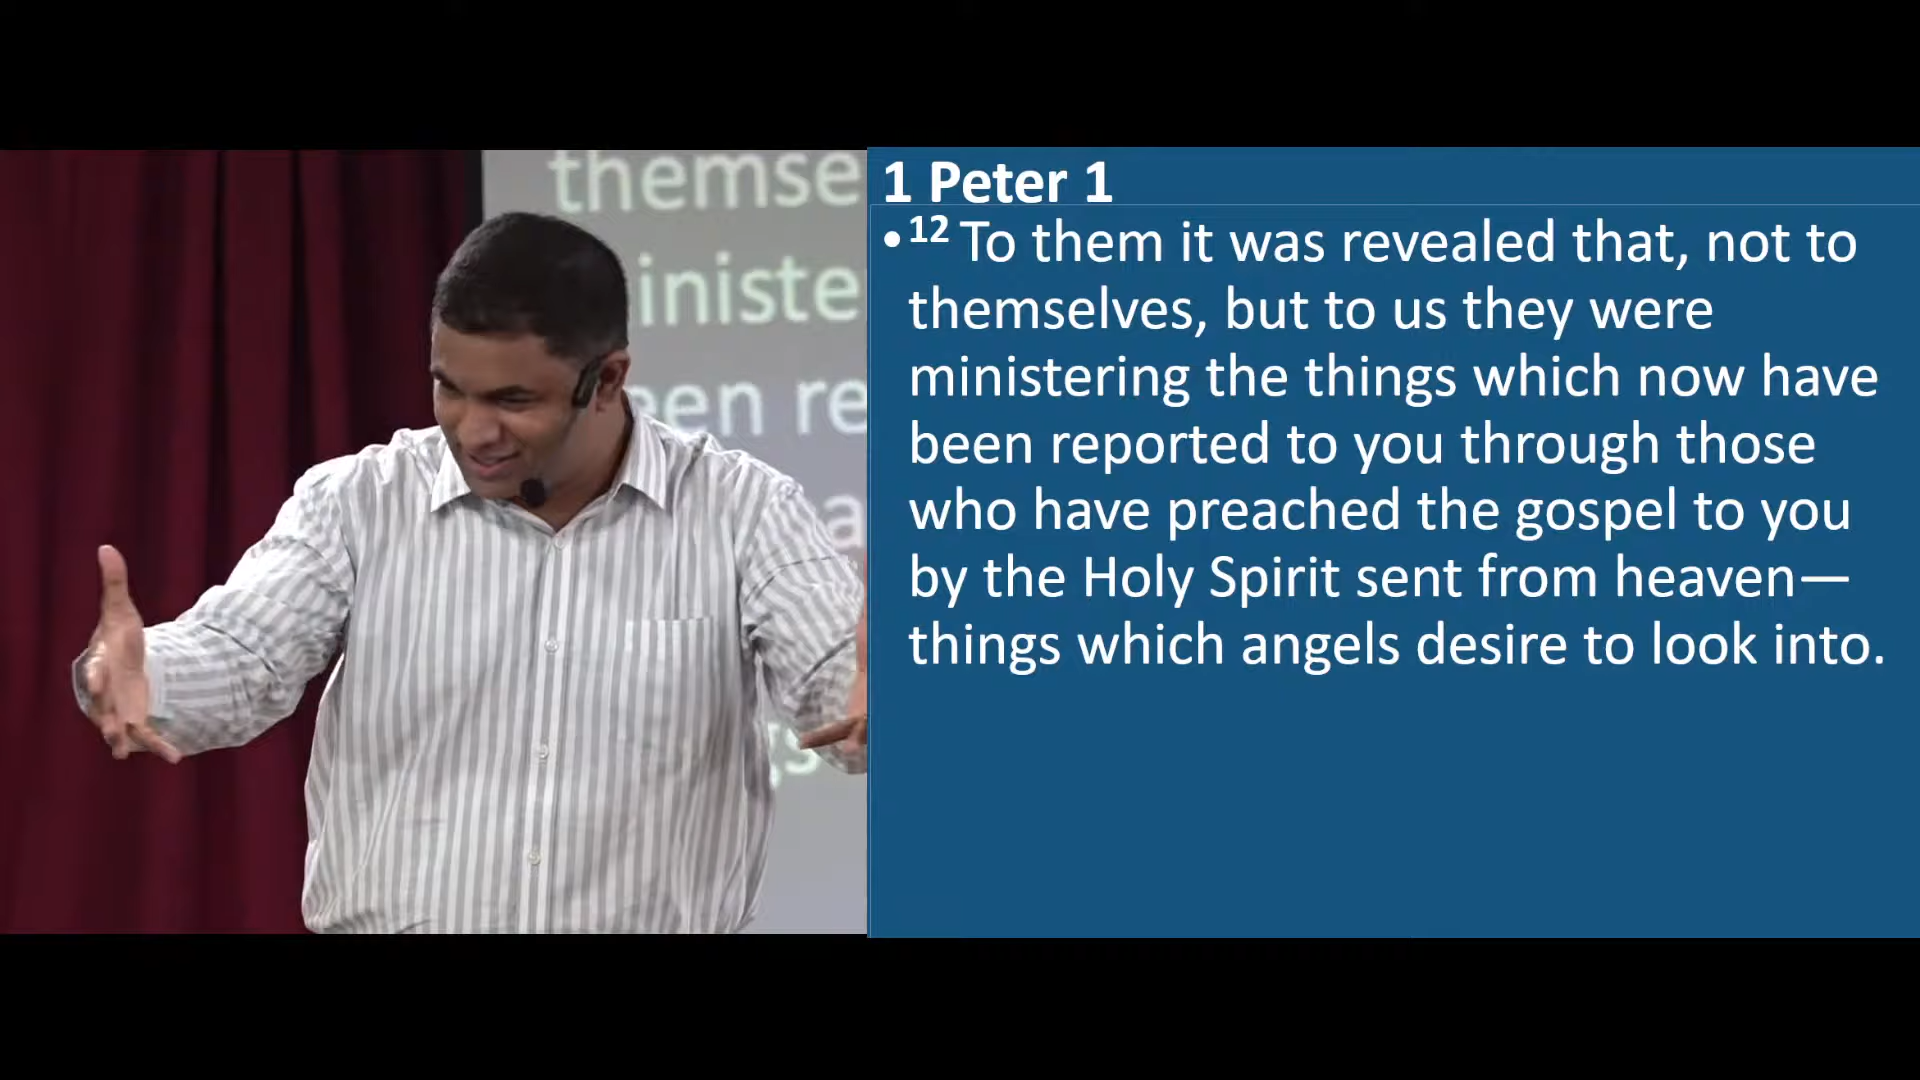 themse
iniste
een re
a
gs
1 Peter 1
•12 To them it was revealed that, not to
themselves, but to us they were
ministering the things which now have
been reported to you through those
who have preached the gospel to you
by the Holy Spirit sent from heaven—
things which angels desire to look into.